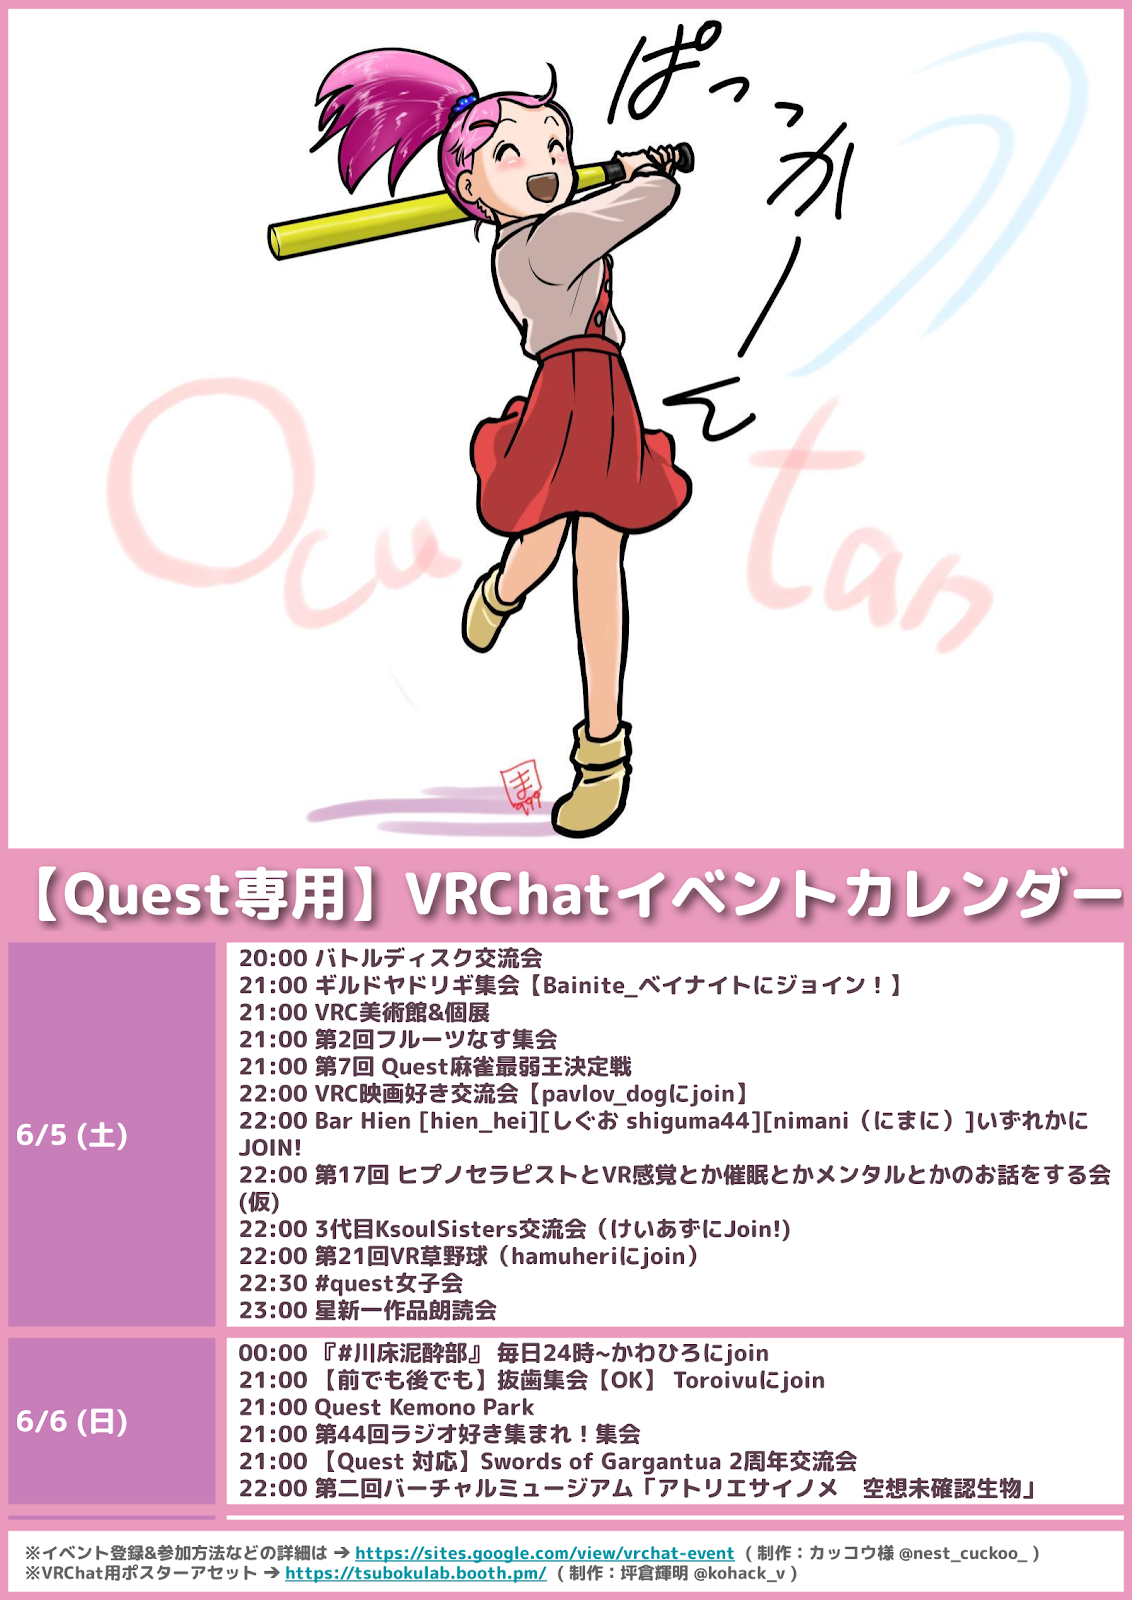 ぱっっかーん
Ocu tan
ま
999
【Quest専用】VRChatイベントカレンダー
6/5 (土)
20:00 バトルディスク交流会
21:00 ギルドヤドリギ集会【Bainite_ベイナイトにジョイン！】
21:00 VRC美術館&個展
21:00 第2回フルーツなす集会
21:00 第7回 Quest麻雀最弱王決定戦
22:00 VRC映画好き交流会【pavlov_dogにjoin】
22:00 Bar Hien [hien_hei][しぐお shiguma44][nimani（にまに）]いずれかに
JOIN!
22:00 第17回 ヒプノセラピストとVR感覚とか催眠とかメンタルとかのお話をする会
(仮)
22:00 3代目KsoulSisters交流会（けいあずにJoin!)
22:00 第21回VR草野球（hamuheriにjoin）
22:30 #quest女子会
23:00 星新一作品朗読会
6/6 (日)
00:00 『#川床泥酔部』 毎日24時~かわひろにjoin
21:00 【前でも後でも】抜歯集会【OK】 Toroivuにjoin
21:00 Quest Kemono Park
21:00 第44回ラジオ好き集まれ！集会
21:00 【Quest 対応】Swords of Gargantua 2周年交流会
22:00 第二回バーチャルミュージアム「アトリエサイノメ　空想未確認生物」
※イベント登録&参加方法などの詳細は ➔ https://sites.google.com/view/vrchat-event ( 制作：カッコウ様 @nest_cuckoo_ )
※VRChat用ポスターアセット ➔ https://tsubokulab.booth.pm/ ( 制作：坪倉輝明 @kohack_v )